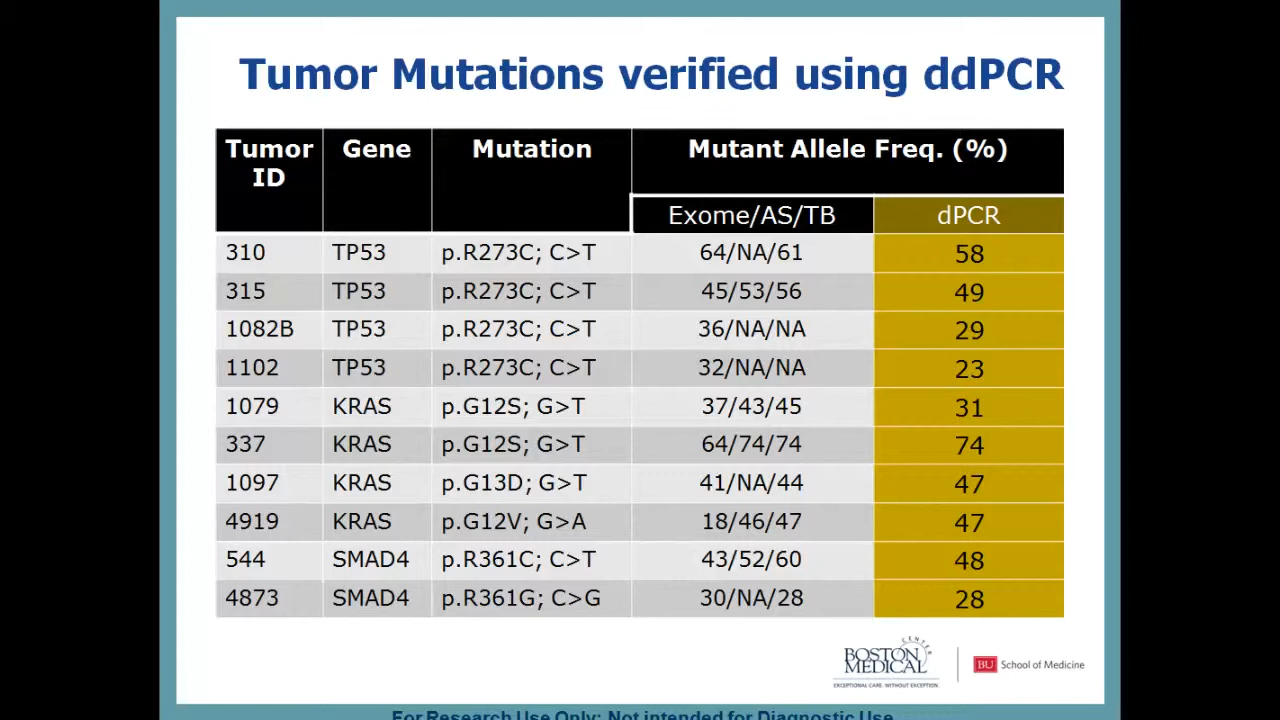 Tumor Mutations verified using ddPCR
Tumor ID Gene Mutation Mutant Allele Freq. (%)
Exome/AS/TB dPCR
310 TP53 p.R273C; C>T 64/NA/61 58
315 TP53 p.R273C; C>T 45/53/56 49
1082B TP53 p.R273C; C>T 36/NA/NA 29
1102 TP53 p.R273C; C>T 32/NA/NA 23
1079 KRAS p.G12S; G>T 37/43/45 31
337 KRAS p.G12S; G>T 64/74/74 74
1097 KRAS p.G13D; G>T 41/NA/44 47
4919 KRAS p.G12V; G>A 18/46/47 47
544 SMAD4 p.R361C; C>T 43/52/60 48
4873 SMAD4 p.R361G; C>G 30/NA/28 28
BOSTON
MEDICAL
CENTER
EXCEPTIONAL CARE. WITHOUT EXCEPTION.
BU School of Medicine
For Research Use Only; Not intended for Diagnostic Use